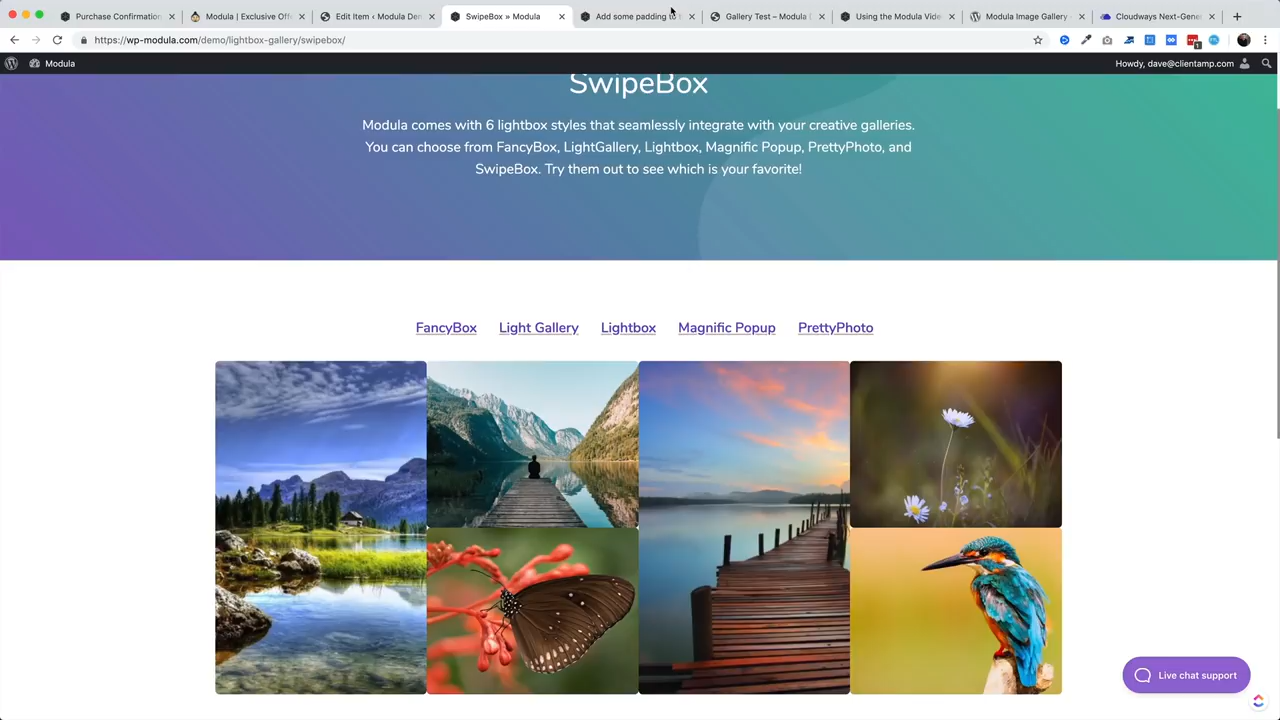 Purchase Confirmation
Modula | Exclusive Off
Edit Item ‹ Modula Dem
SwipeBox » Modula
Add some padding to t
Gallery Test – Modula
Using the Modula Vide
Modula Image Gallery
Cloudways Next-Gene
https://wp-modula.com/demo/lightbox-gallery/swipebox/
1
Modula
Howdy, dave@clientamp.com
SwipeBox
Modula comes with 6 lightbox styles that seamlessly integrate with your creative galleries.
You can choose from FancyBox, LightGallery, Lightbox, Magnific Popup, PrettyPhoto, and
SwipeBox. Try them out to see which is your favorite!
FancyBox Light Gallery Lightbox Magnific Popup PrettyPhoto
Live chat support